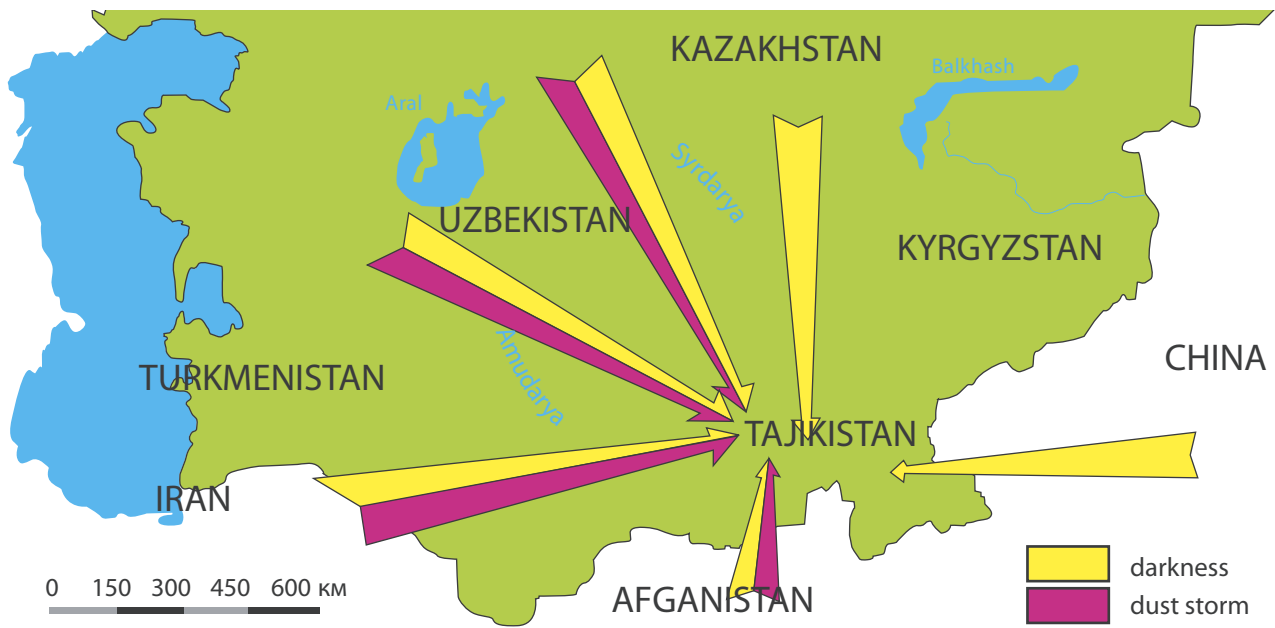 KAZAKHSTAN
Balkhash
Aral
Syrdarya
UZBEKISTAN
KYRGYZSTAN
Amudarya
CHINA
TURKMENISTAN
TAJIKISTAN
IRAN
AFGANISTAN
0 150 300 450 600 км
darkness
dust storm